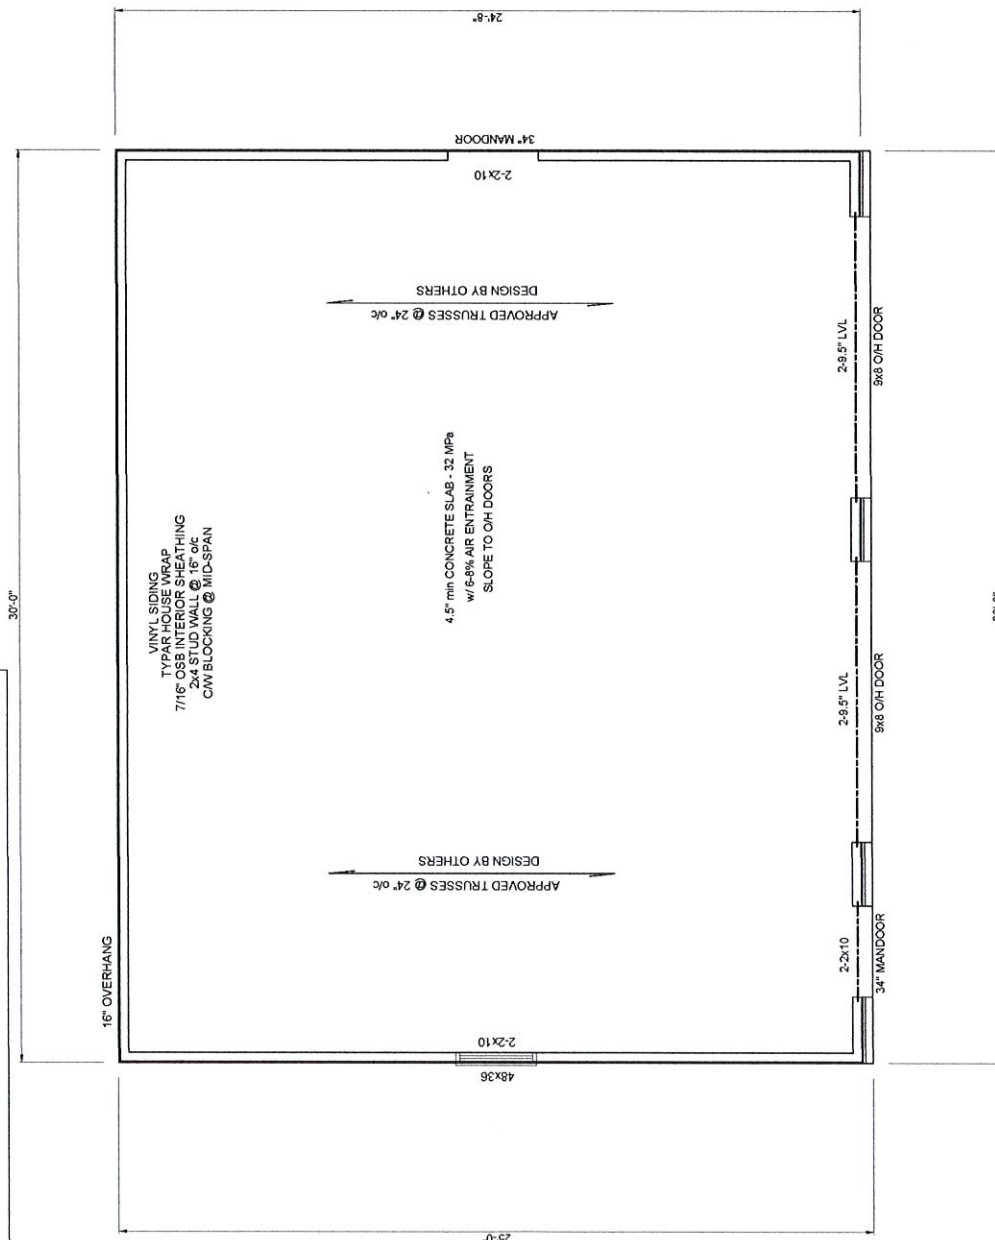 24'-8"
30'-0"
34" MANDOOR
2-2x10
APPROVED TRUSSES @ 24" o/c
DESIGN BY OTHERS
2-9.5" LVL
9x8 O/H DOOR
4.5" min CONCRETE SLAB - 32 MPa
w/ 6-8% AIR ENTRAINMENT
SLOPE TO O/H DOORS
VINYL SIDING
TYPAR HOUSE WRAP
7/16" OSB INTERIOR SHEATHING
2x4 STUD WALL @ 16" o/c
C/W BLOCKING @ MID-SPAN
2-9.5" LVL
9x8 O/H DOOR
APPROVED TRUSSES @ 24" o/c
DESIGN BY OTHERS
16" OVERHANG
2-2x10
34" MANDOOR
2-2x10
48x36
25'-0"